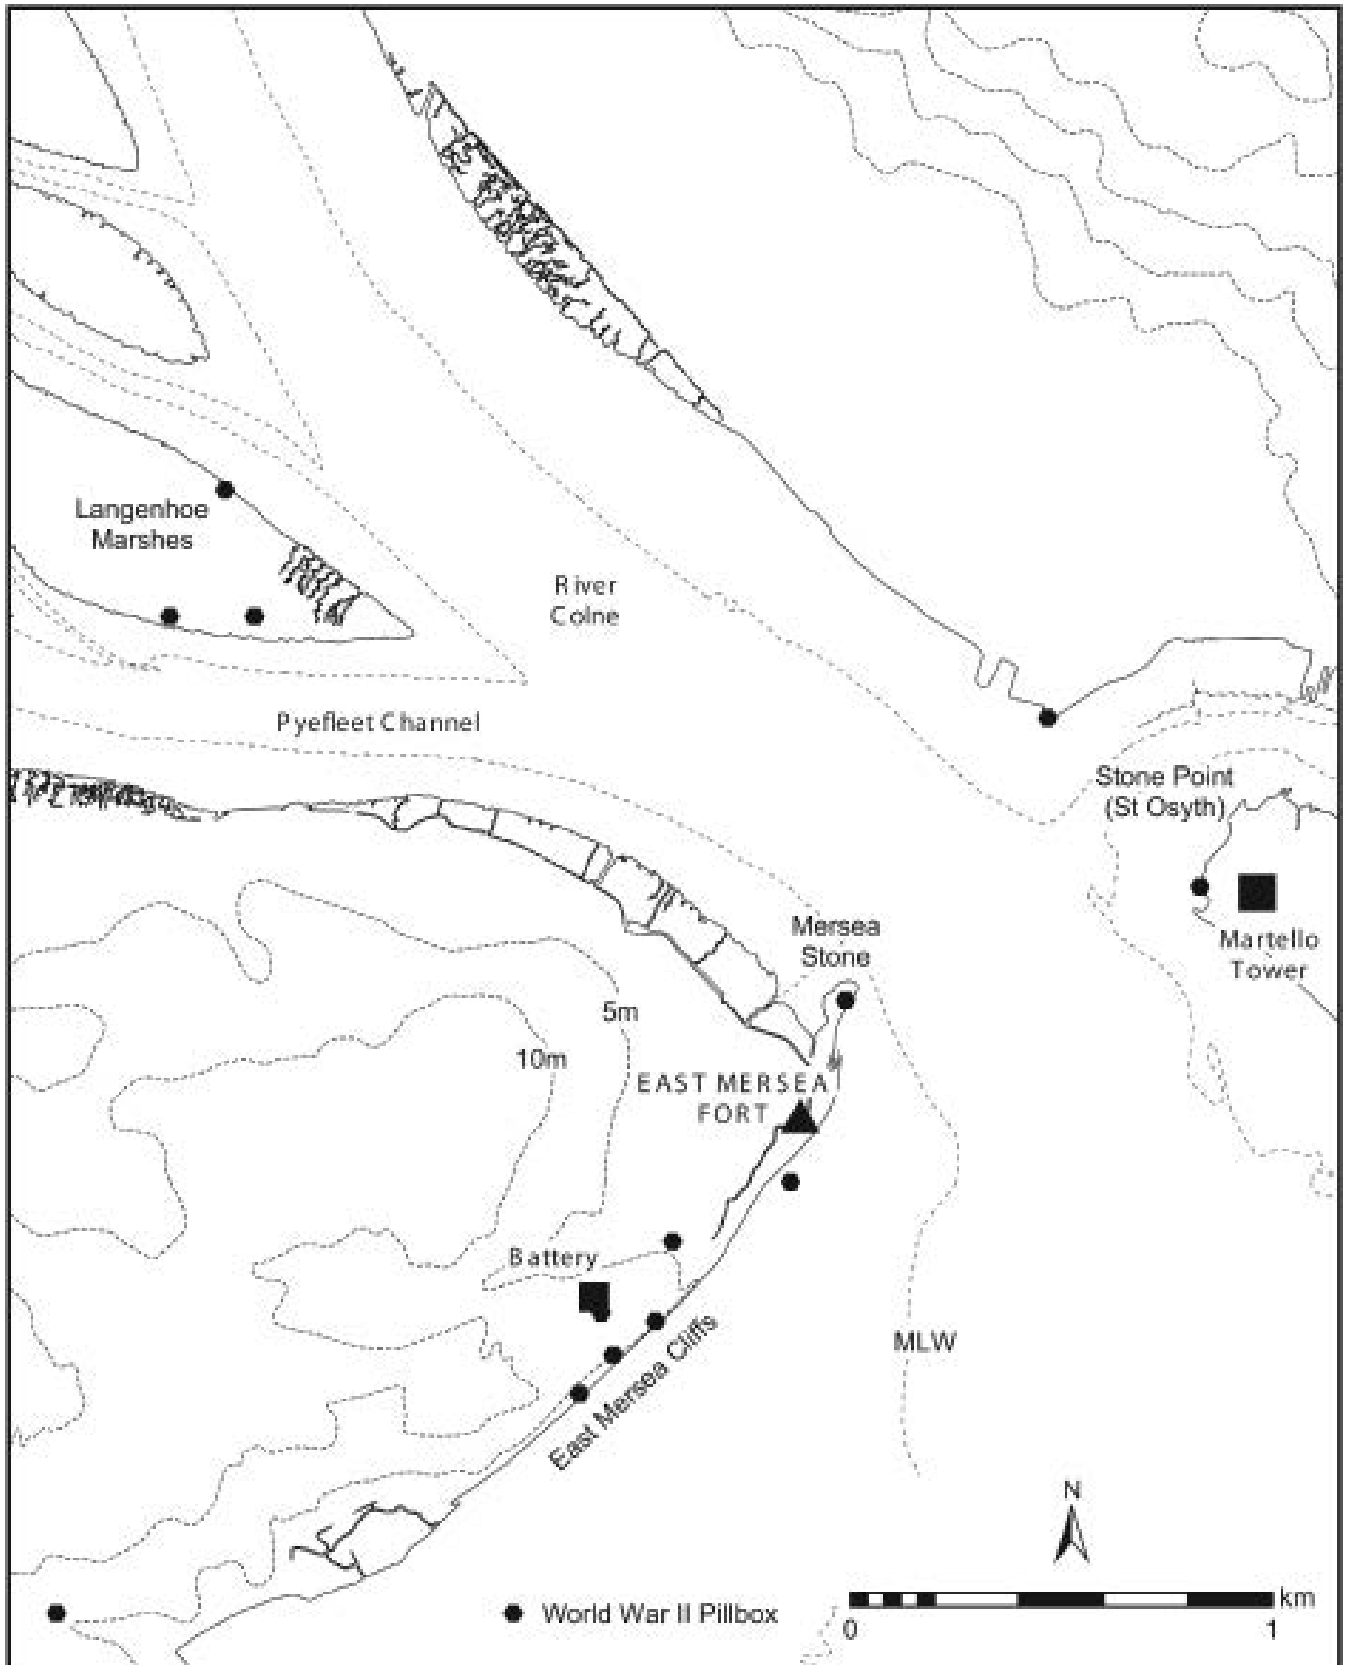 Langenhoe
Marshes
River
Colne
Pyefleet Channel
Stone Point
(St Osyth)
Mersea
Stone
Martello
Tower
5m
10m
EAST MERSEA
FORT
Battery
East Mersea Cliffs
MLW
N
World War II Pillbox
km
0 1